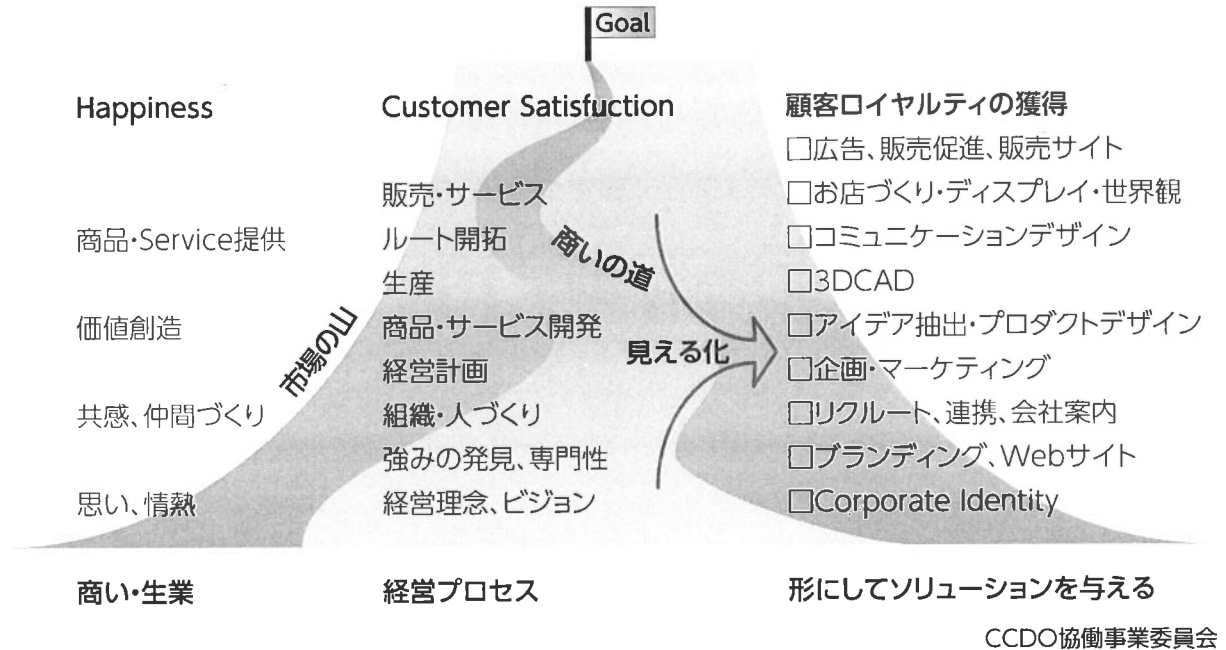 Goal
Happiness
Customer Satisfuction
顧客ロイヤルティの獲得
□広告、販売促進、販売サイト
販売・サービス
□お店づくり・ディスプレイ・世界観
商品・Service提供
ルート開拓
商いの道
□コミュニケーションデザイン
生産
□3DCAD
価値創造
市場の山
商品・サービス開発
見える化
□アイデア抽出・プロダクトデザイン
経営計画
□企画・マーケティング
共感、仲間づくり
組織・人づくり
□リクルート、連携、会社案内
強みの発見、専門性
□ブランディング、Webサイト
思い、情熱
経営理念、ビジョン
□Corporate Identity
商い・生業
経営プロセス
形にしてソリューションを与える
CCDO協働事業委員会